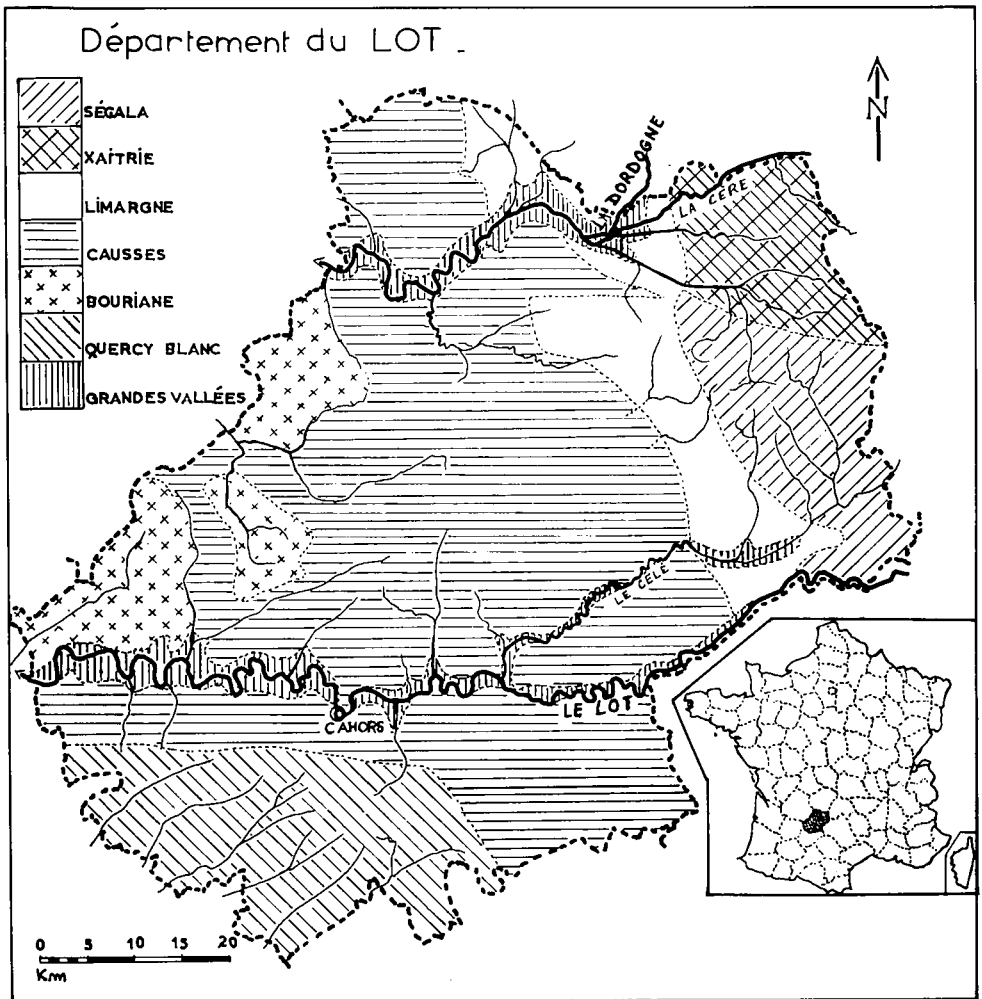 Département du LOT -
SÉGALA
XAITRIE
LIMARGNE
CAUSSES
BOURIANE
QUERCY BLANC
GRANDES VALLÉES
N
DORDOGNE
LA CÈRE
LE CÉLÉ
LE LOT
CAHORS
0 5 10 15 20
Km